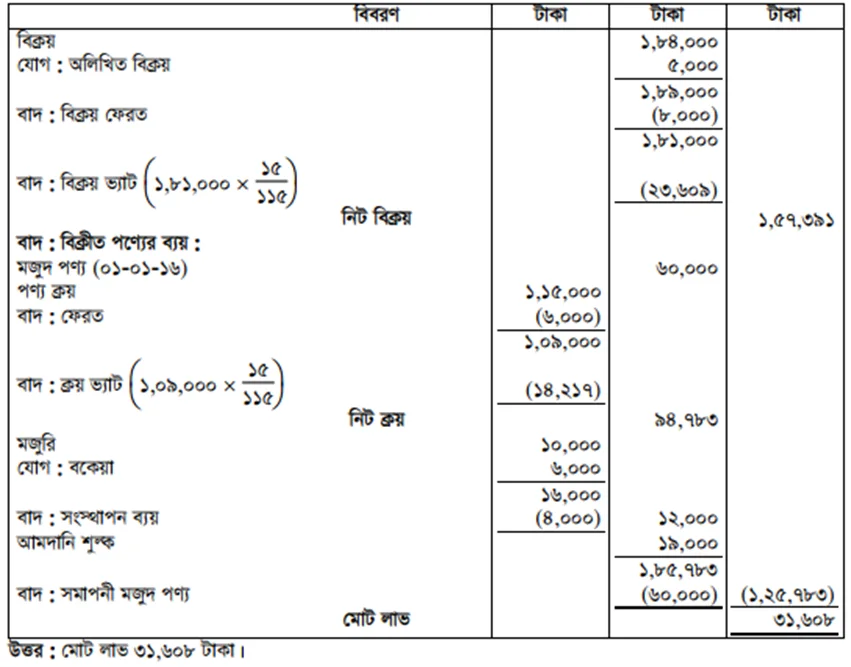 বিবরণ টাকা টাকা টাকা
বিক্রয় ১,৮৪,০০০
যোগ : অলিখিত বিক্রয় ৫,০০০
১,৮৯,০০০
বাদ : বিক্রয় ফেরত (৮,০০০)
১,৮১,০০০
বাদ : বিক্রয় ভ্যাট (১,৮১,০০০ × ১৫/১১৫) (২৩,৬০৯)
নিট বিক্রয় ১,৫৭,৩৯১
বাদ : বিক্রীত পণ্যের ব্যয় :
মজুদ পণ্য (০১-০১-১৬) ৬০,০০০
পণ্য ক্রয় ১,১৫,০০০
বাদ : ফেরত (৬,০০০)
১,০৯,০০০
বাদ : ক্রয় ভ্যাট (১,০৯,০০০ × ১৫/১১৫) (১৪,২১৭)
নিট ক্রয় ৯৪,৭৮৩
মজুরি ১০,০০০
যোগ : বকেয়া ৬,০০০
১৬,০০০
বাদ : সংস্থাপন ব্যয় (৪,০০০) ১২,০০০
আমদানি শুল্ক ১৯,০০০
১,৮৫,৭৮৩
বাদ : সমাপনী মজুদ পণ্য (৬০,০০০) (১,২৫,৭৮৩)
মোট লাভ ৩১,৬০৮
উত্তর : মোট লাভ ৩১,৬০৮ টাকা।